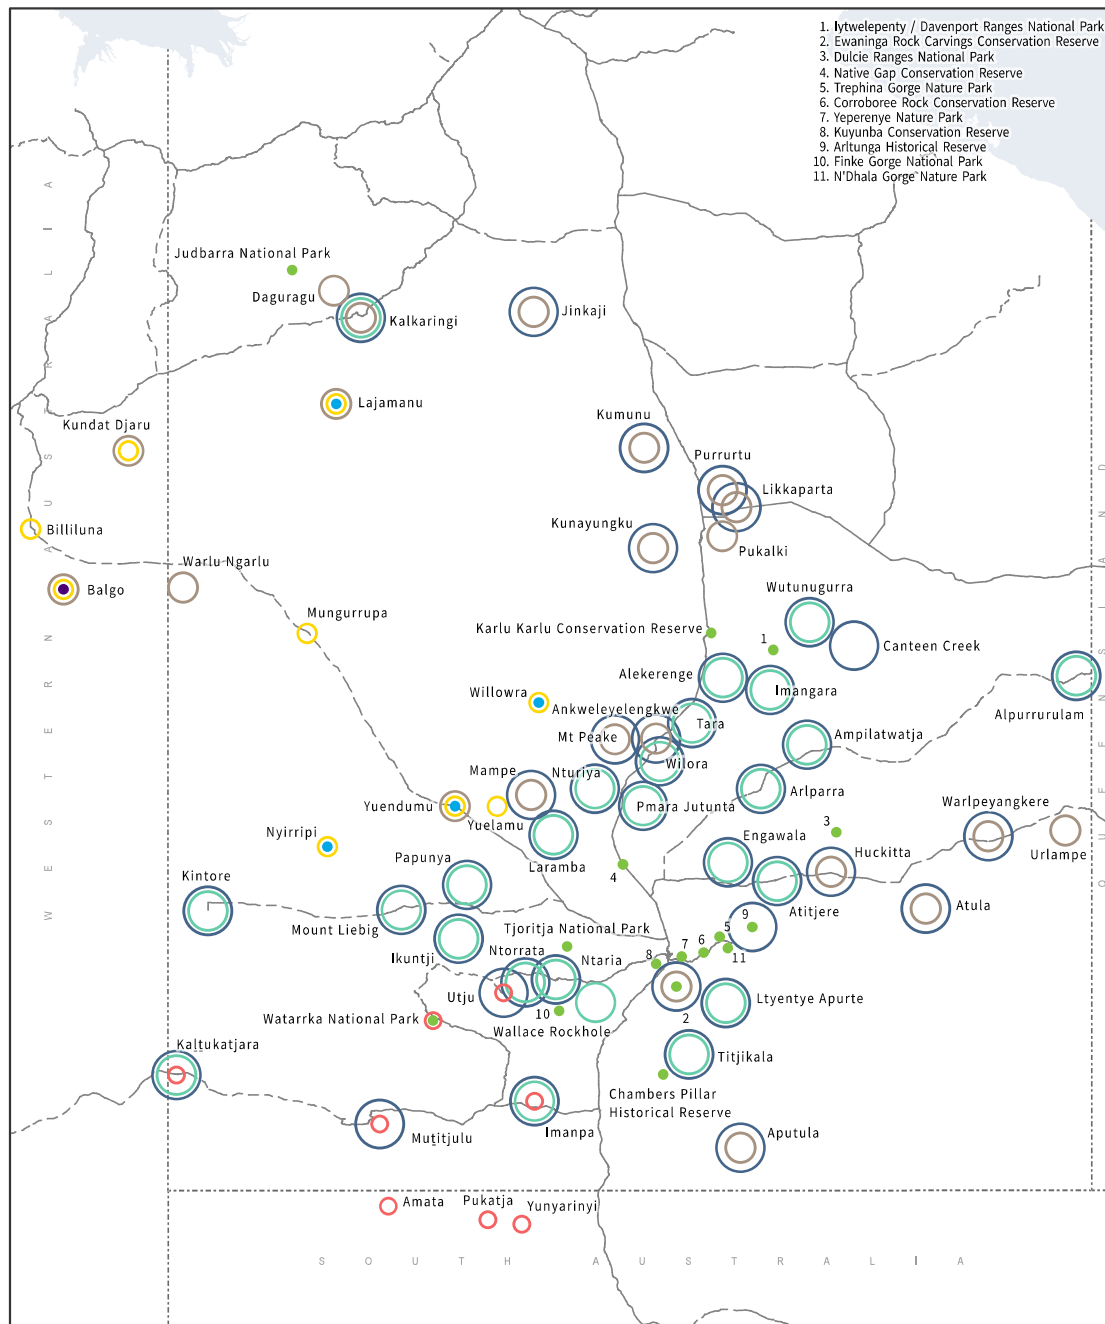 1. Iytwelepenty / Davenport Ranges National Park
2. Ewaninga Rock Carvings Conservation Reserve
3. Dulcie Ranges National Park
4. Native Gap Conservation Reserve
5. Trephina Gorge Nature Park
6. Corroboree Rock Conservation Reserve
7. Yeperenye Nature Park
8. Kuyunba Conservation Reserve
9. Arltunga Historical Reserve
10. Finke Gorge National Park
11. N'Dhala Gorge Nature Park
WESTERN AUSTRALIA
Judbarra National Park
Daguragu
Kalkaringi
Jinkaji
Lajamanu
Kundat Djaru
Kumunu
Purrurtu
Likkaparta
Billiluna
Kunayungku
Pukalki
Warlu Ngarlu
Balgo
Wutunugurra
Mungurrupa
Karlu Karlu Conservation Reserve
1
Canteen Creek
Alekerenge
Imangara
Willowra
Ankweleyelengkwe
Alpurrurulam
Tara
Mt Peake
Ampilatwatja
Wilora
Mampe
Nturiya
Yuendumu
Pmara Jutunta
Arlparra
Warlpeyangkere
Yuelamu
Nyirripi
3
Engawala
Urlampe
Papunya
Laramba
Huckitta
4
Kintore
Atitjere
Atula
Mount Liebig
Tjoritja National Park
9
5
Ikuntji
Ntorrata
Ntaria
7
6
11
8
Utju
Ltyentye Apurte
10
2
Watarrka National Park
Wallace Rockhole
Kaltukatjara
Titjikala
Chambers Pillar
Historical Reserve
Imanpa
Muṯitjulu
Aputula
Amata
Pukatja
Yunyarinyi
SOUTH AUSTRALIA
QUEENSLAND